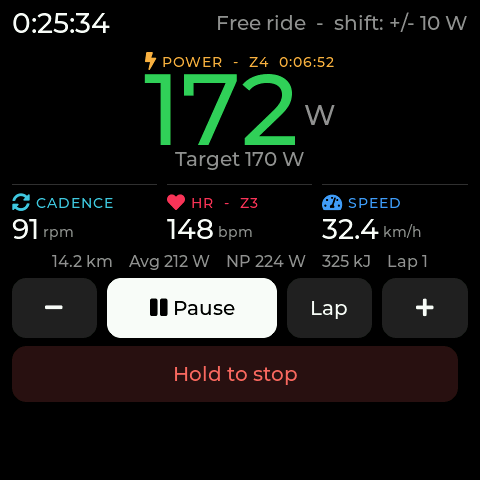 0:25:34 Free ride - shift: +/- 10 W
POWER - Z4 0:06:52
172 W
Target 170 W
CADENCE HR - Z3 SPEED
91 rpm 148 bpm 32.4 km/h
14.2 km Avg 212 W NP 224 W 325 kJ Lap 1
− Pause Lap +
Hold to stop